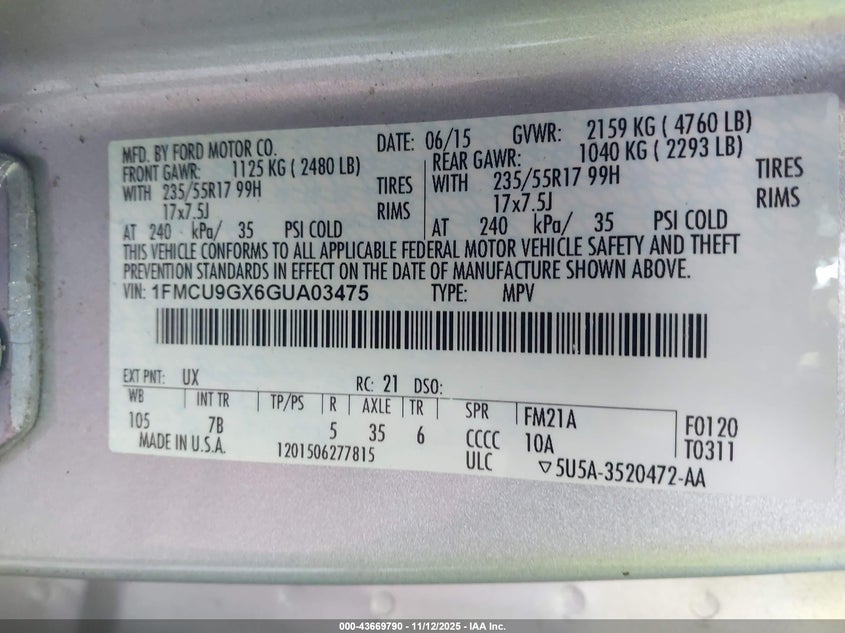 MFD. BY FORD MOTOR CO. DATE: 06/15 GVWR: 2159 KG ( 4760 LB)
FRONT GAWR: 1125 KG ( 2480 LB) REAR GAWR: 1040 KG ( 2293 LB)
WITH 235/55R17 99H TIRES WITH 235/55R17 99H TIRES
17x7.5J RIMS 17x7.5J RIMS
AT 240 kPa/ 35 PSI COLD AT 240 kPa/ 35 PSI COLD
THIS VEHICLE CONFORMS TO ALL APPLICABLE FEDERAL MOTOR VEHICLE SAFETY AND THEFT
PREVENTION STANDARDS IN EFFECT ON THE DATE OF MANUFACTURE SHOWN ABOVE.
VIN: 1FMCU9GX6GUA03475 TYPE: MPV
EXT PNT: UX RC: 21 DSO:
WB INT TR TP/PS R AXLE TR SPR FM21A F0120
105 7B 5 35 6 CCCC 10A T0311
MADE IN U.S.A. 1201506277815 ULC ▽5U5A-3520472-AA
000-43669790 - 11/12/2025 - IAA Inc.